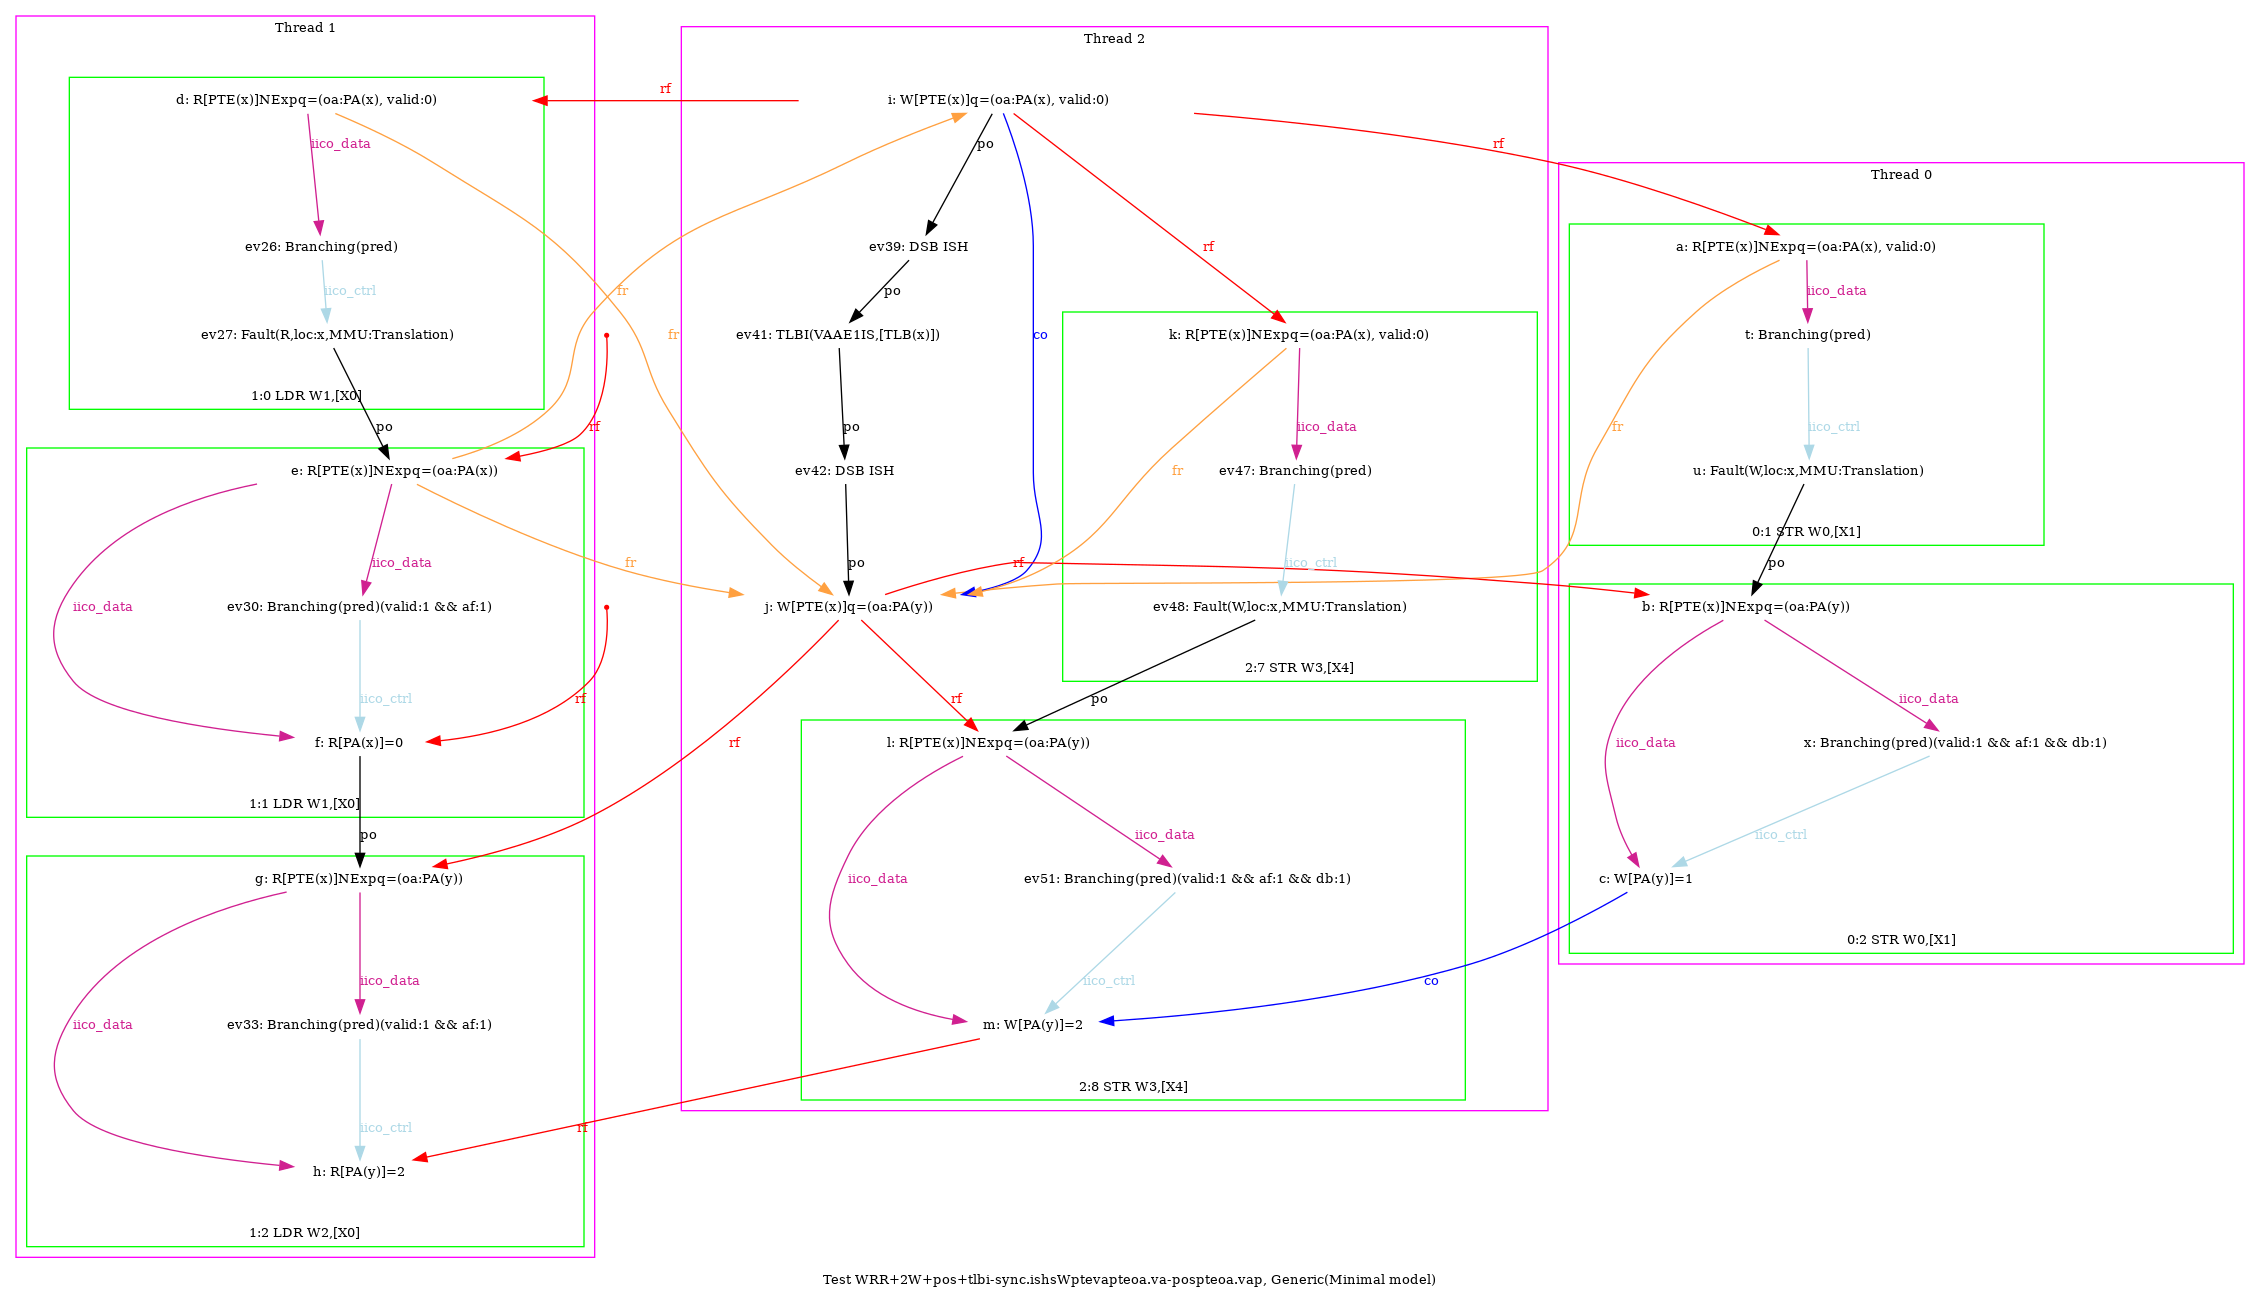 Thread 1
d: R[PTE(x)]NExpq=(oa:PA(x), valid:0)
iico_data
ev26: Branching(pred)
iico_ctrl
ev27: Fault(R,loc:x,MMU:Translation)
1:0 LDR W1,[X0]
po
e: R[PTE(x)]NExpq=(oa:PA(x))
iico_data
iico_data
ev30: Branching(pred)(valid:1 && af:1)
iico_ctrl
f: R[PA(x)]=0
1:1 LDR W1,[X0]
po
g: R[PTE(x)]NExpq=(oa:PA(y))
iico_data
iico_data
ev33: Branching(pred)(valid:1 && af:1)
iico_ctrl
h: R[PA(y)]=2
1:2 LDR W2,[X0]
rf
fr
fr
rf
fr
rf
rf
rf
Thread 2
i: W[PTE(x)]q=(oa:PA(x), valid:0)
po
ev39: DSB ISH
po
ev41: TLBI(VAAE1IS,[TLB(x)])
po
ev42: DSB ISH
po
j: W[PTE(x)]q=(oa:PA(y))
co
rf
k: R[PTE(x)]NExpq=(oa:PA(x), valid:0)
iico_data
fr
ev47: Branching(pred)
iico_ctrl
ev48: Fault(W,loc:x,MMU:Translation)
2:7 STR W3,[X4]
rf
rf
po
l: R[PTE(x)]NExpq=(oa:PA(y))
iico_data
iico_data
ev51: Branching(pred)(valid:1 && af:1 && db:1)
iico_ctrl
m: W[PA(y)]=2
2:8 STR W3,[X4]
rf
Thread 0
a: R[PTE(x)]NExpq=(oa:PA(x), valid:0)
iico_data
t: Branching(pred)
iico_ctrl
fr
u: Fault(W,loc:x,MMU:Translation)
0:1 STR W0,[X1]
po
b: R[PTE(x)]NExpq=(oa:PA(y))
iico_data
iico_data
x: Branching(pred)(valid:1 && af:1 && db:1)
iico_ctrl
c: W[PA(y)]=1
0:2 STR W0,[X1]
co
Test WRR+2W+pos+tlbi-sync.ishsWptevapteoa.va-pospteoa.vap, Generic(Minimal model)